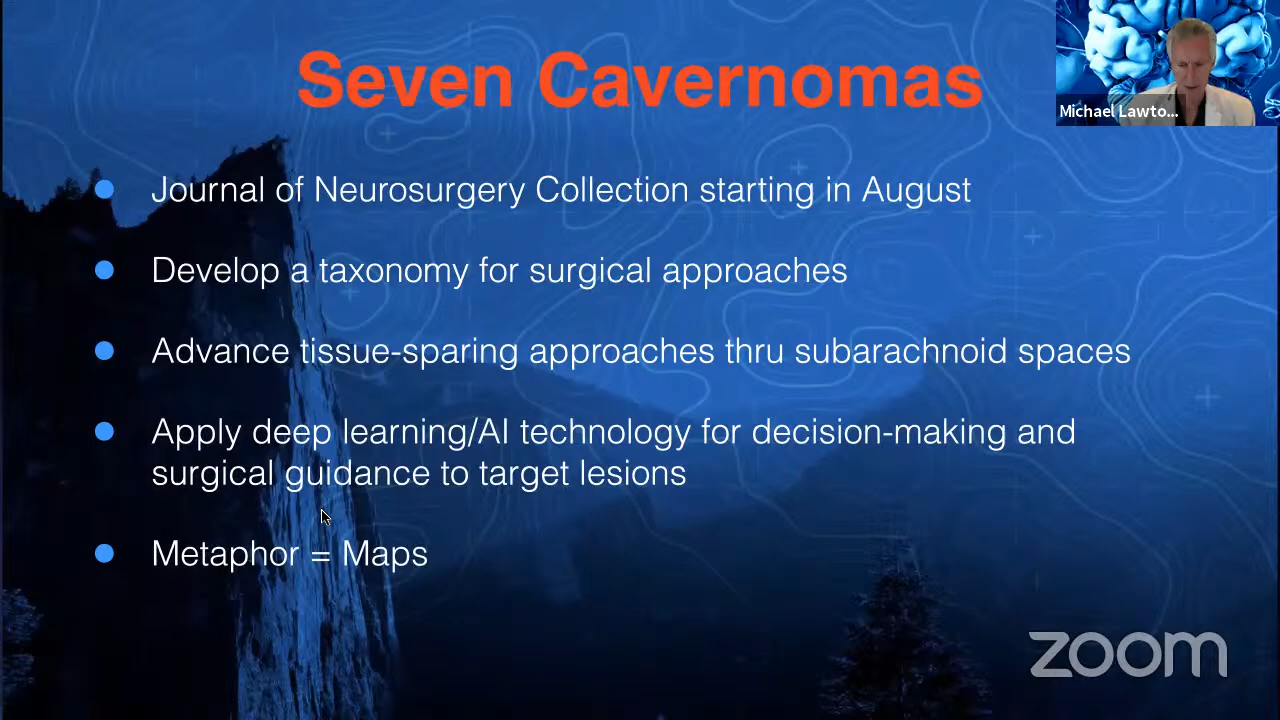 Seven Cavernomas
Michael Lawto...
Journal of Neurosurgery Collection starting in August
Develop a taxonomy for surgical approaches
Advance tissue-sparing approaches thru subarachnoid spaces
Apply deep learning/AI technology for decision-making and
surgical guidance to target lesions
Metaphor = Maps
zoom